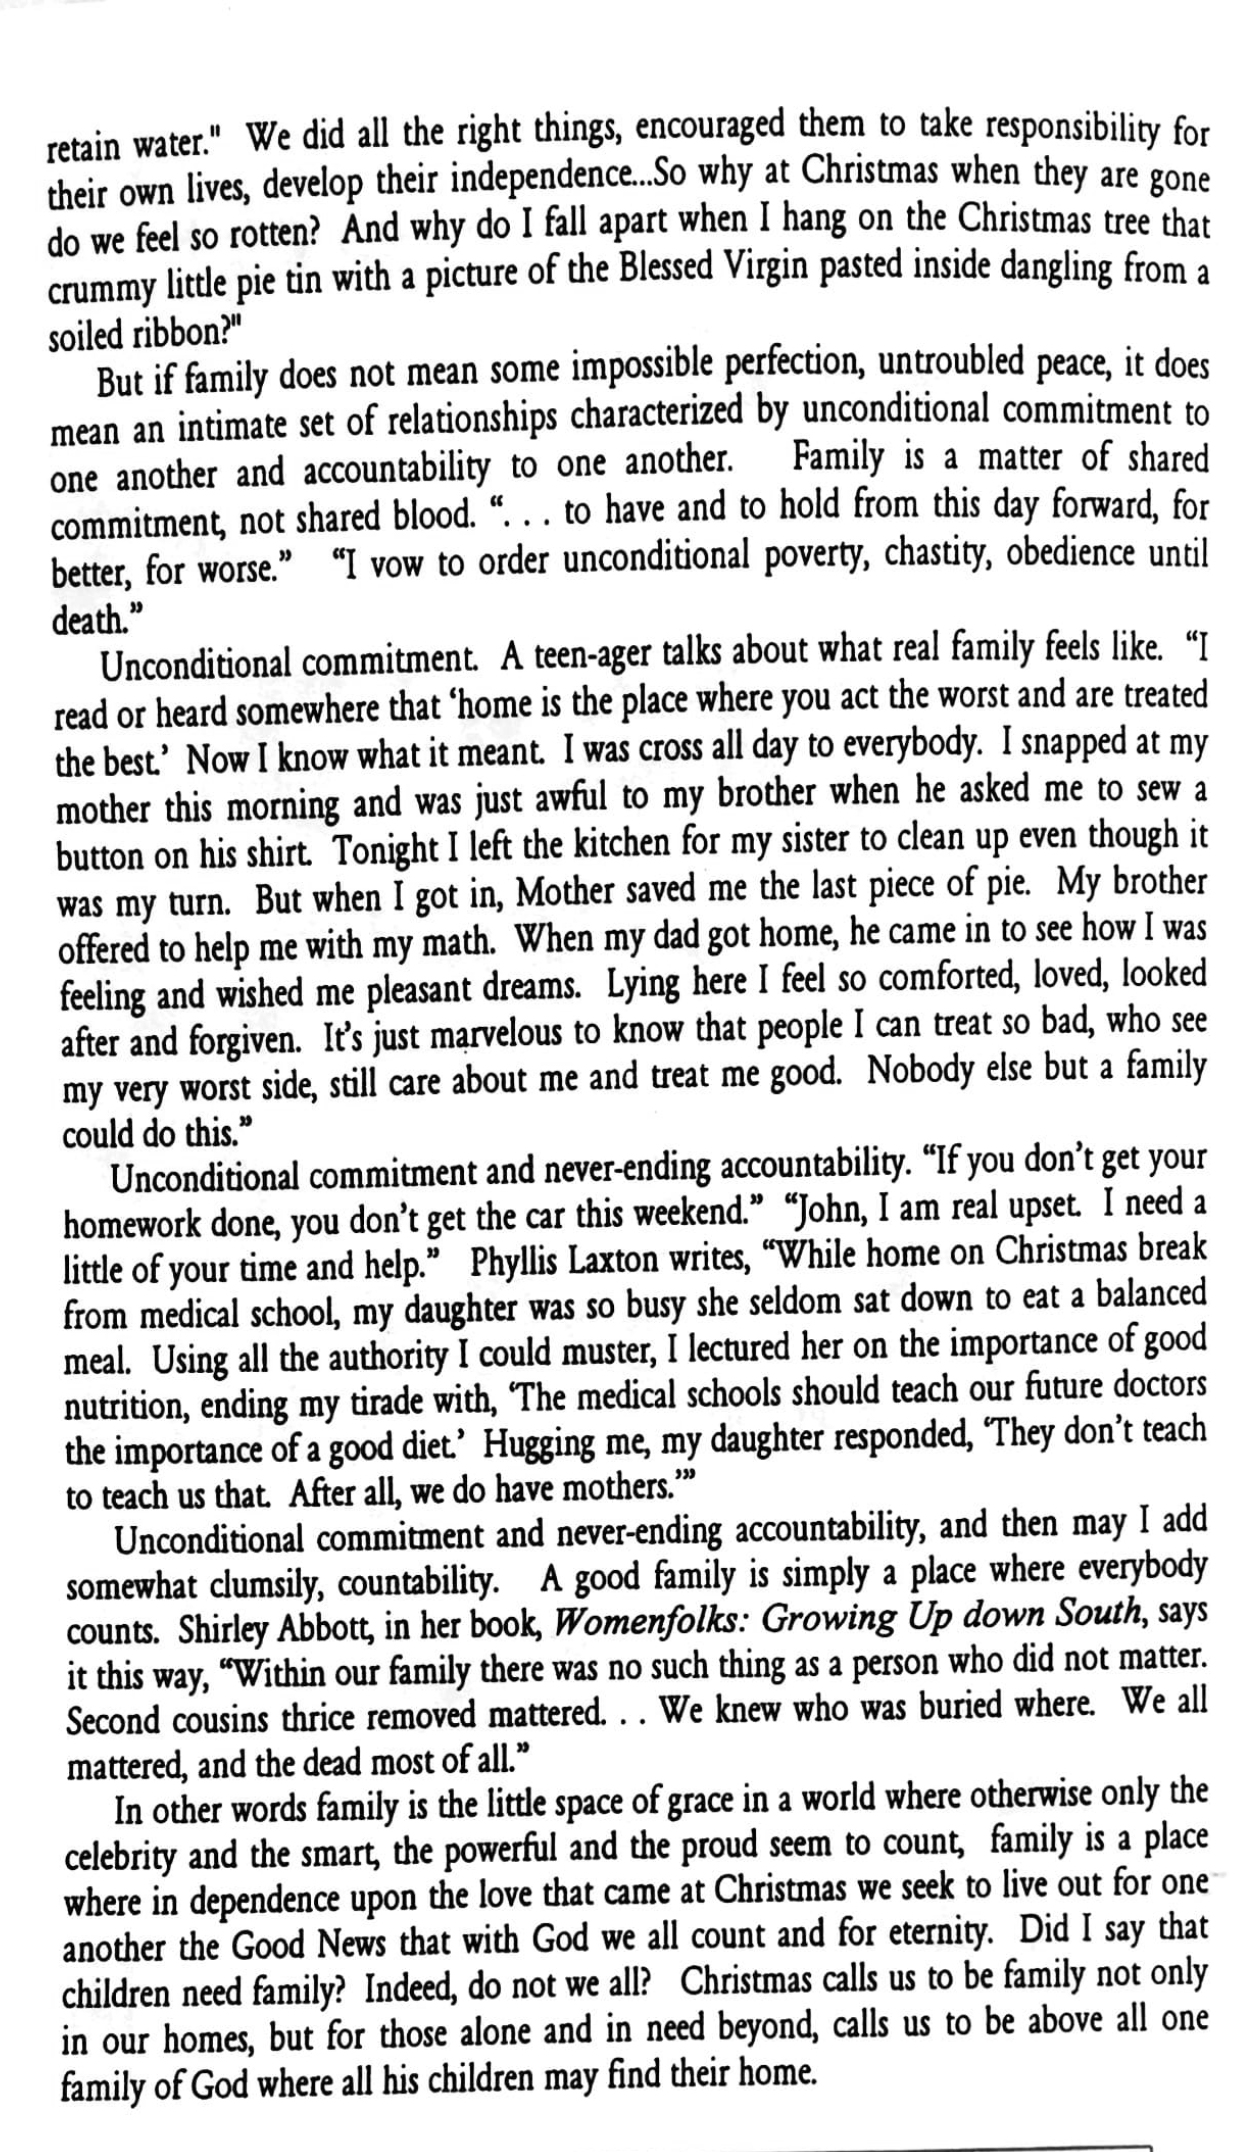 retain water." We did all the right things, encouraged them to take responsibility for
their own lives, develop their independence...So why at Christmas when they are gone
do we feel so rotten? And why do I fall apart when I hang on the Christmas tree that
crummy little pie tin with a picture of the Blessed Virgin pasted inside dangling from a
soiled ribbon?"
But if family does not mean some impossible perfection, untroubled peace, it does
mean an intimate set of relationships characterized by unconditional commitment to
one another and accountability to one another. Family is a matter of shared
commitment, not shared blood. “. . . to have and to hold from this day forward, for
better, for worse.” “I vow to order unconditional poverty, chastity, obedience until
death.”
Unconditional commitment. A teen-ager talks about what real family feels like. “I
read or heard somewhere that ‘home is the place where you act the worst and are treated
the best.’ Now I know what it meant. I was cross all day to everybody. I snapped at my
mother this morning and was just awful to my brother when he asked me to sew a
button on his shirt. Tonight I left the kitchen for my sister to clean up even though it
was my turn. But when I got in, Mother saved me the last piece of pie. My brother
offered to help me with my math. When my dad got home, he came in to see how I was
feeling and wished me pleasant dreams. Lying here I feel so comforted, loved, looked
after and forgiven. It’s just marvelous to know that people I can treat so bad, who see
my very worst side, still care about me and treat me good. Nobody else but a family
could do this.”
Unconditional commitment and never-ending accountability. “If you don’t get your
homework done, you don’t get the car this weekend.” “John, I am real upset. I need a
little of your time and help.” Phyllis Laxton writes, “While home on Christmas break
from medical school, my daughter was so busy she seldom sat down to eat a balanced
meal. Using all the authority I could muster, I lectured her on the importance of good
nutrition, ending my tirade with, ‘The medical schools should teach our future doctors
the importance of a good diet.’ Hugging me, my daughter responded, ‘They don’t teach
to teach us that. After all, we do have mothers.’”
Unconditional commitment and never-ending accountability, and then may I add
somewhat clumsily, countability. A good family is simply a place where everybody
counts. Shirley Abbott, in her book, Womenfolks: Growing Up down South, says
it this way, “Within our family there was no such thing as a person who did not matter.
Second cousins thrice removed mattered. . . We knew who was buried where. We all
mattered, and the dead most of all.”
In other words family is the little space of grace in a world where otherwise only the
celebrity and the smart, the powerful and the proud seem to count, family is a place
where in dependence upon the love that came at Christmas we seek to live out for one
another the Good News that with God we all count and for eternity. Did I say that
children need family? Indeed, do not we all? Christmas calls us to be family not only
in our homes, but for those alone and in need beyond, calls us to be above all one
family of God where all his children may find their home.